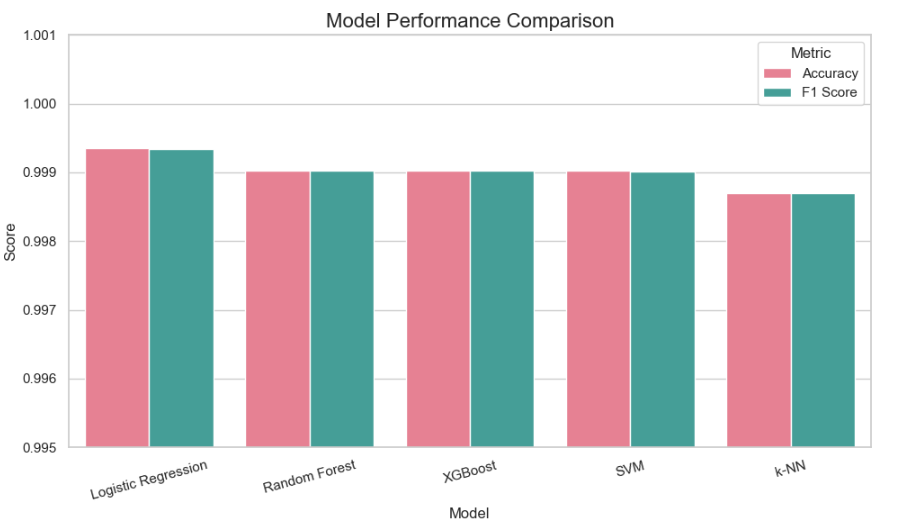 Model Performance Comparison
1.001
1.000
0.999
0.998
0.997
0.996
0.995
Score
Metric
Accuracy
F1 Score
Logistic Regression
Random Forest
XGBoost
SVM
k-NN
Model